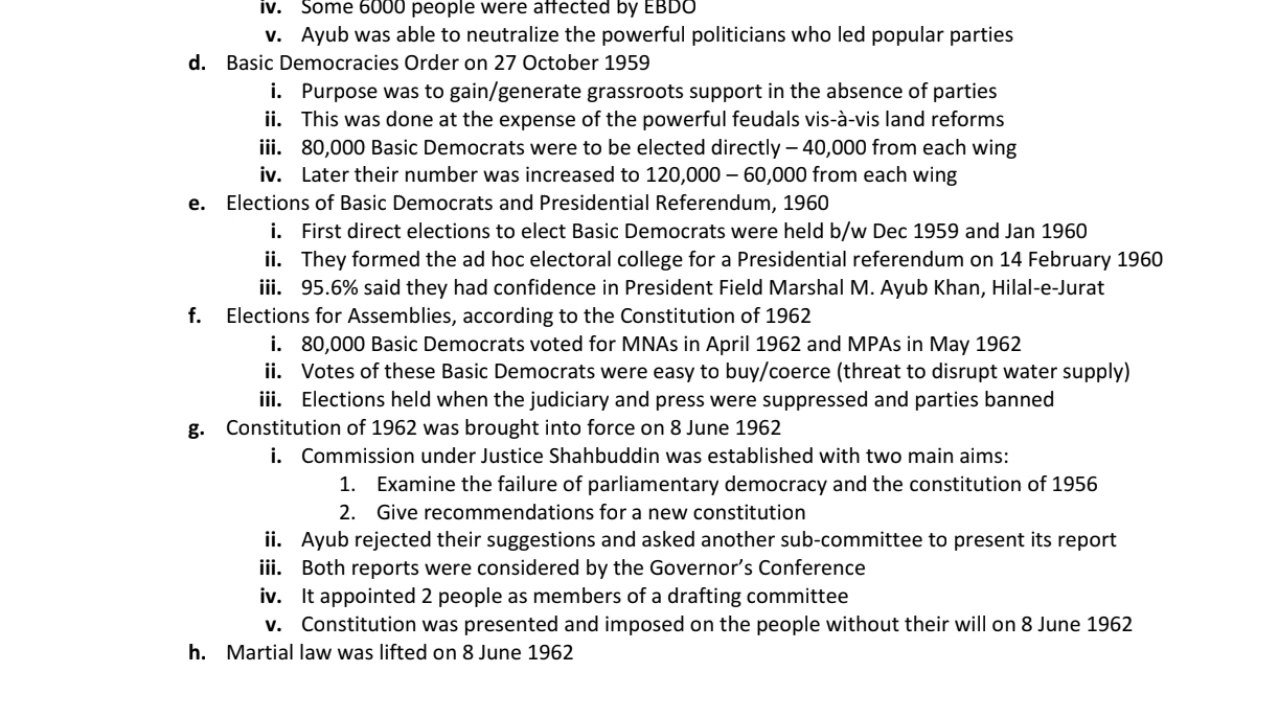 iv. Some 6000 people were affected by EBDO
v. Ayub was able to neutralize the powerful politicians who led popular parties
d. Basic Democracies Order on 27 October 1959
i. Purpose was to gain/generate grassroots support in the absence of parties
ii. This was done at the expense of the powerful feudals vis-à-vis land reforms
iii. 80,000 Basic Democrats were to be elected directly – 40,000 from each wing
iv. Later their number was increased to 120,000 – 60,000 from each wing
e. Elections of Basic Democrats and Presidential Referendum, 1960
i. First direct elections to elect Basic Democrats were held b/w Dec 1959 and Jan 1960
ii. They formed the ad hoc electoral college for a Presidential referendum on 14 February 1960
iii. 95.6% said they had confidence in President Field Marshal M. Ayub Khan, Hilal-e-Jurat
f. Elections for Assemblies, according to the Constitution of 1962
i. 80,000 Basic Democrats voted for MNAs in April 1962 and MPAs in May 1962
ii. Votes of these Basic Democrats were easy to buy/coerce (threat to disrupt water supply)
iii. Elections held when the judiciary and press were suppressed and parties banned
g. Constitution of 1962 was brought into force on 8 June 1962
i. Commission under Justice Shahbuddin was established with two main aims:
1. Examine the failure of parliamentary democracy and the constitution of 1956
2. Give recommendations for a new constitution
ii. Ayub rejected their suggestions and asked another sub-committee to present its report
iii. Both reports were considered by the Governor’s Conference
iv. It appointed 2 people as members of a drafting committee
v. Constitution was presented and imposed on the people without their will on 8 June 1962
h. Martial law was lifted on 8 June 1962